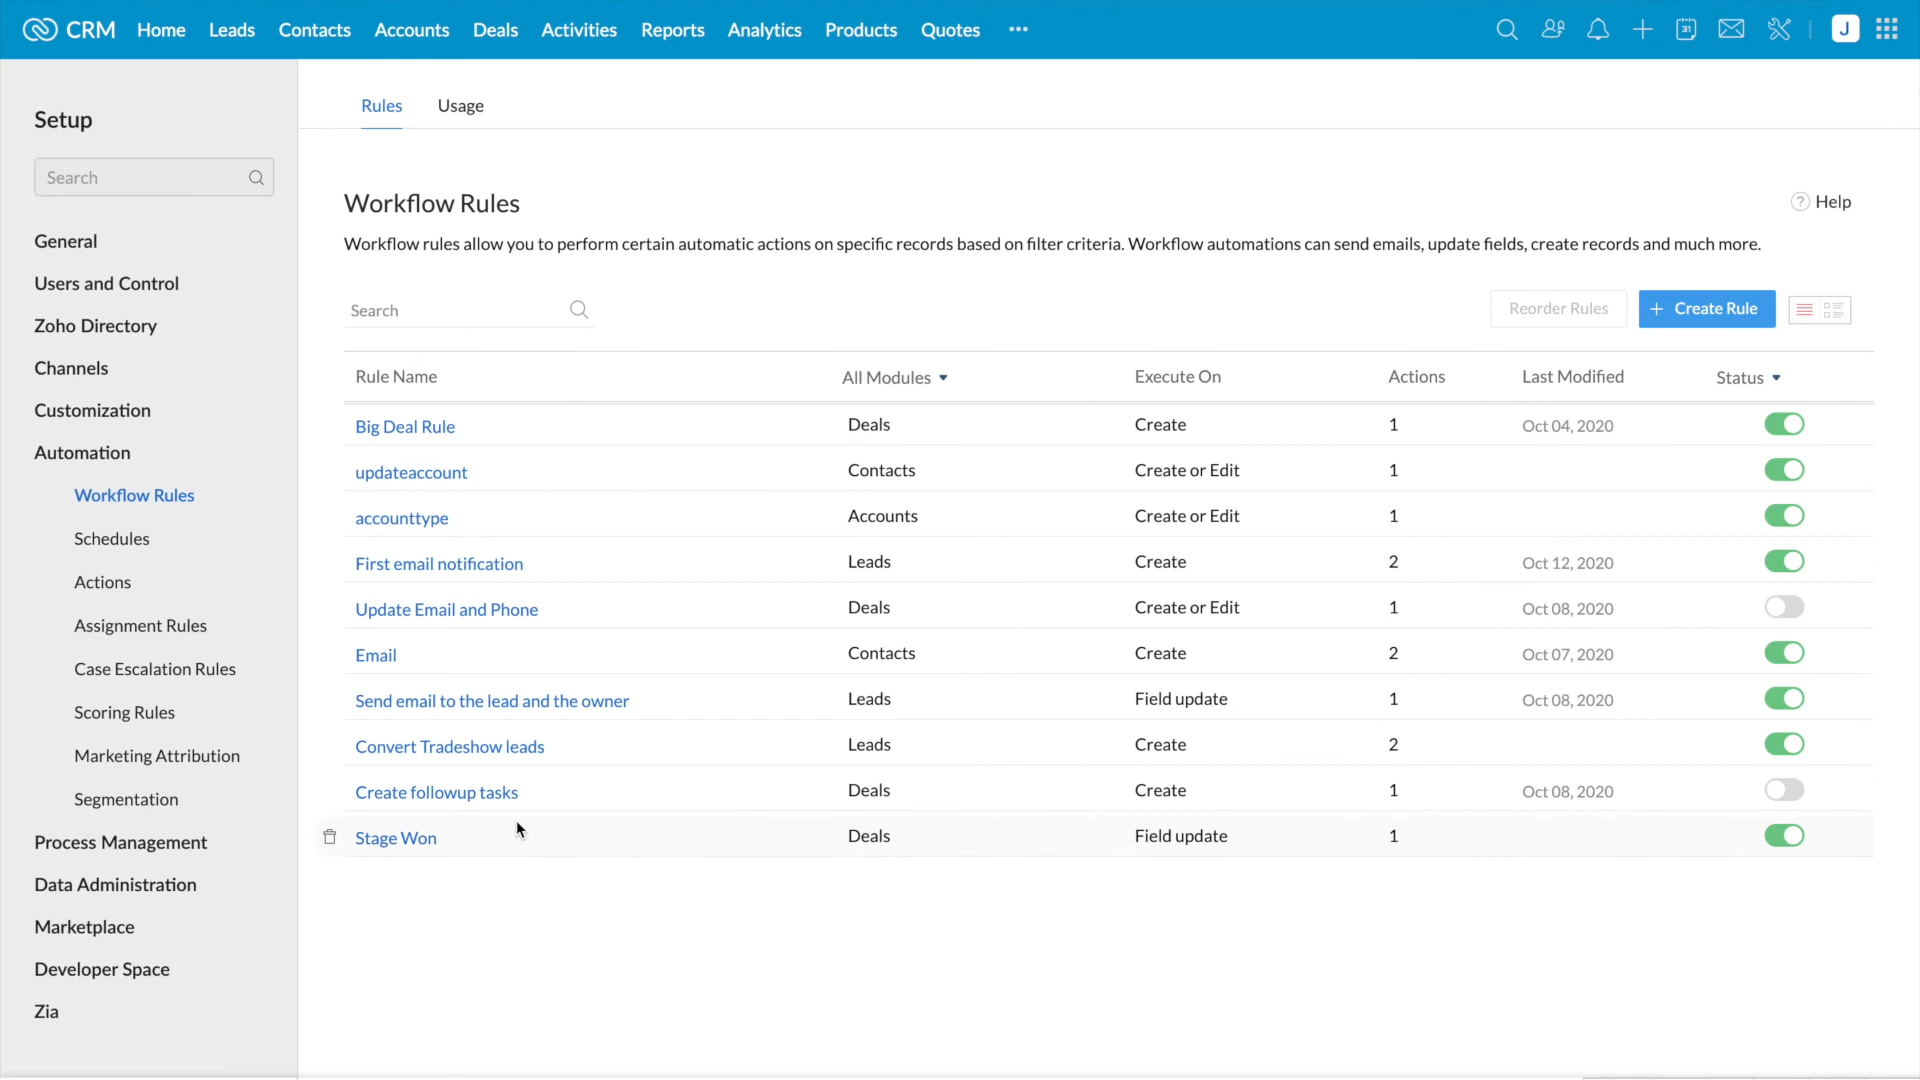 CRM Home Leads Contacts Accounts Deals Activities Reports Analytics Products Quotes ••• 31 J
Setup
Search
General
Users and Control
Zoho Directory
Channels
Customization
Automation
Workflow Rules
Schedules
Actions
Assignment Rules
Case Escalation Rules
Scoring Rules
Marketing Attribution
Segmentation
Process Management
Data Administration
Marketplace
Developer Space
Zia
Rules Usage
Workflow Rules
? Help
Workflow rules allow you to perform certain automatic actions on specific records based on filter criteria. Workflow automations can send emails, update fields, create records and much more.
Search
Reorder Rules + Create Rule
Rule Name All Modules Execute On Actions Last Modified Status
Big Deal Rule Deals Create 1 Oct 04, 2020
updateaccount Contacts Create or Edit 1
accounttype Accounts Create or Edit 1
First email notification Leads Create 2 Oct 12, 2020
Update Email and Phone Deals Create or Edit 1 Oct 08, 2020
Email Contacts Create 2 Oct 07, 2020
Send email to the lead and the owner Leads Field update 1 Oct 08, 2020
Convert Tradeshow leads Leads Create 2
Create followup tasks Deals Create 1 Oct 08, 2020
Stage Won Deals Field update 1